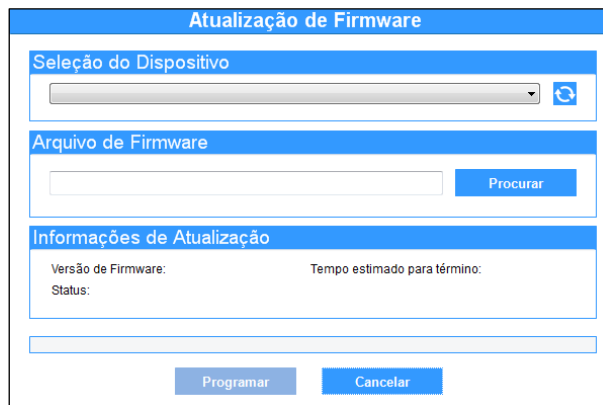 Atualização de Firmware
Seleção do Dispositivo
Arquivo de Firmware
Procurar
Informações de Atualização
Versão de Firmware: Tempo estimado para término:
Status:
Programar Cancelar